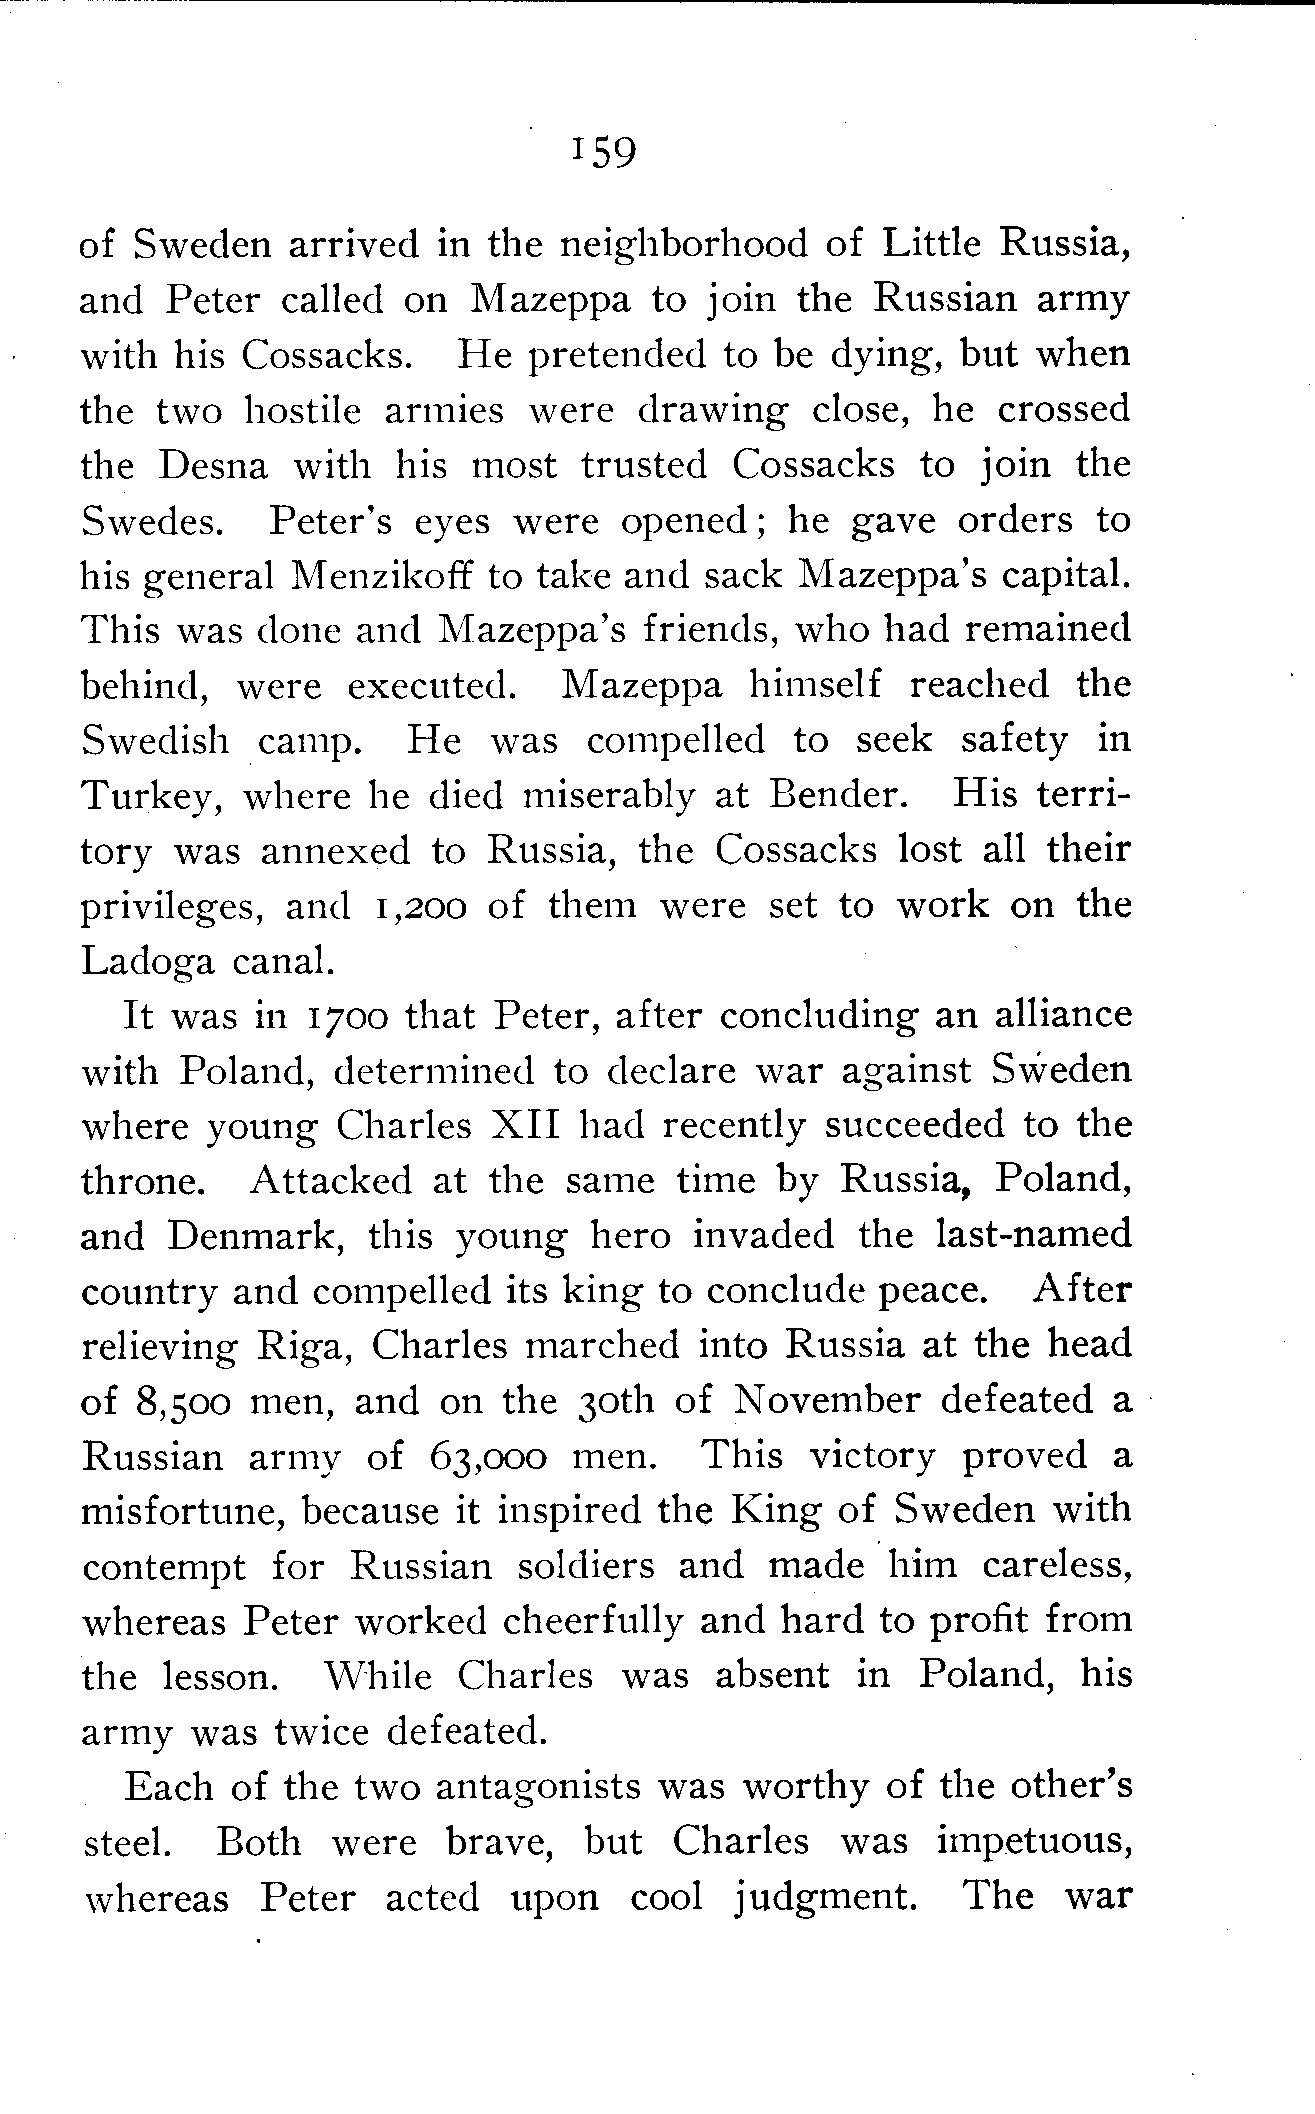 159
of Sweden arrived in the neighborhood of Little Russia,
and Peter called on Mazeppa to join the Russian army
with his Cossacks. He pretended to be dying, but when
the two hostile armies were drawing close, he crossed
the Desna with his most trusted Cossacks to join the
Swedes. Peter's eyes were opened; he gave orders to
his general Menzikoff to take and sack Mazeppa's capital.
This was done and Mazeppa's friends, who had remained
behind, were executed. Mazeppa himself reached the
Swedish camp. He was compelled to seek safety in
Turkey, where he died miserably at Bender. His terri-
tory was annexed to Russia, the Cossacks lost all their
privileges, and 1,200 of them were set to work on the
Ladoga canal.
It was in 1700 that Peter, after concluding an alliance
with Poland, determined to declare war against Sweden
where young Charles XII had recently succeeded to the
throne. Attacked at the same time by Russia, Poland,
and Denmark, this young hero invaded the last-named
country and compelled its king to conclude peace. After
relieving Riga, Charles marched into Russia at the head
of 8,500 men, and on the 30th of November defeated a
Russian army of 63,000 men. This victory proved a
misfortune, because it inspired the King of Sweden with
contempt for Russian soldiers and made him careless,
whereas Peter worked cheerfully and hard to profit from
the lesson. While Charles was absent in Poland, his
army was twice defeated.
Each of the two antagonists was worthy of the other's
steel. Both were brave, but Charles was impetuous,
whereas Peter acted upon cool judgment. The war